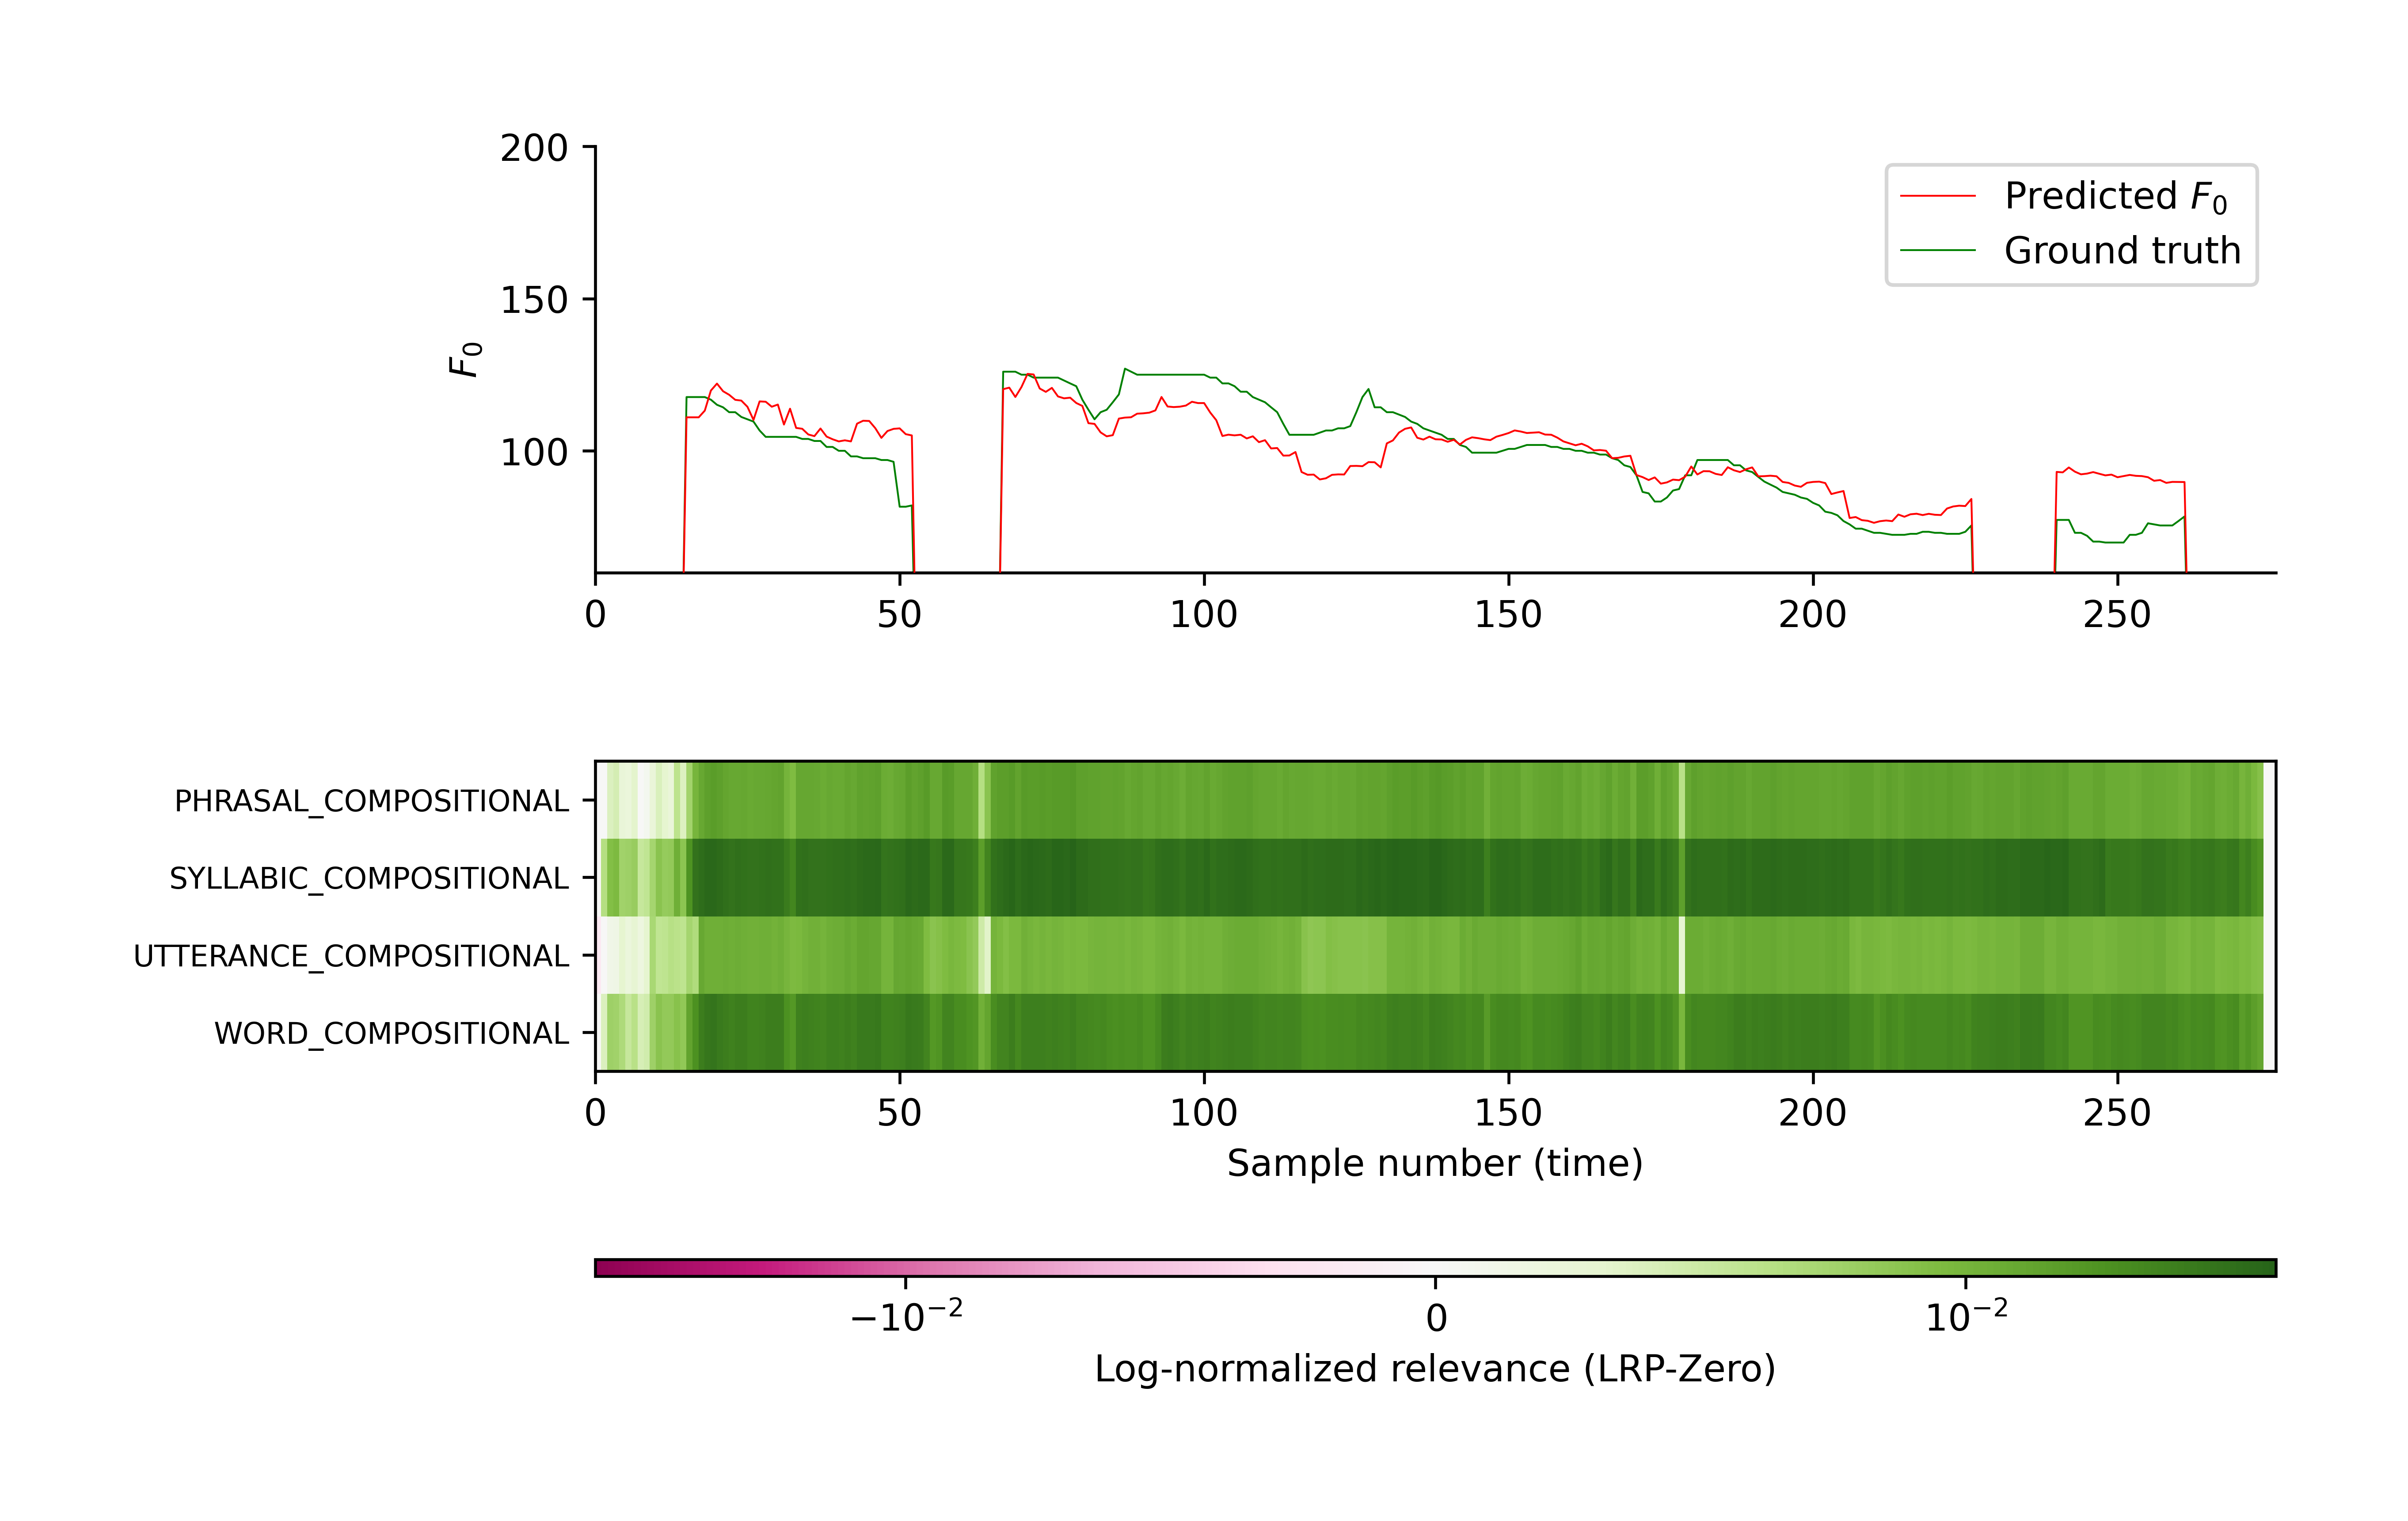 200
150
100
F₀
Predicted F₀
Ground truth
0 50 100 150 200 250
PHRASAL_COMPOSITIONAL
SYLLABIC_COMPOSITIONAL
UTTERANCE_COMPOSITIONAL
WORD_COMPOSITIONAL
0 50 100 150 200 250
Sample number (time)
−10⁻² 0 10⁻²
Log-normalized relevance (LRP-Zero)